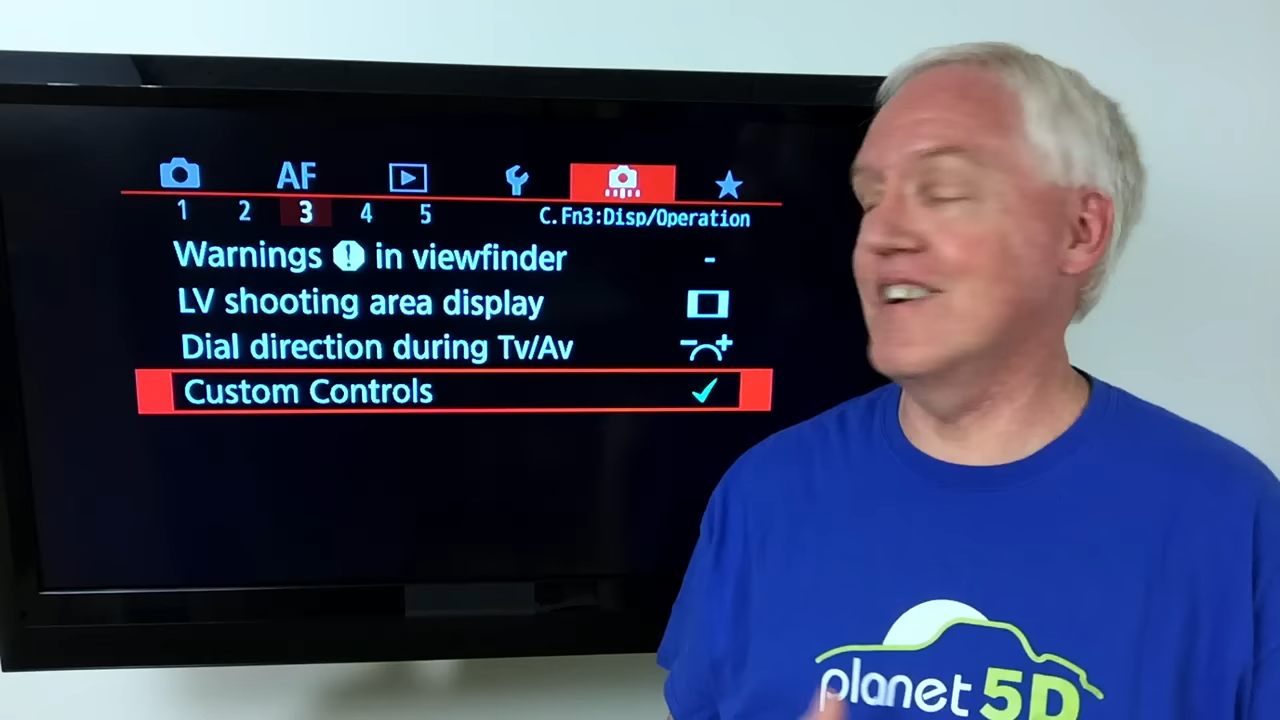 AF
1 2 3 4 5 C.Fn3:Disp/Operation
Warnings ! in viewfinder -
LV shooting area display
Dial direction during Tv/Av - +
Custom Controls ✓
planet 5D